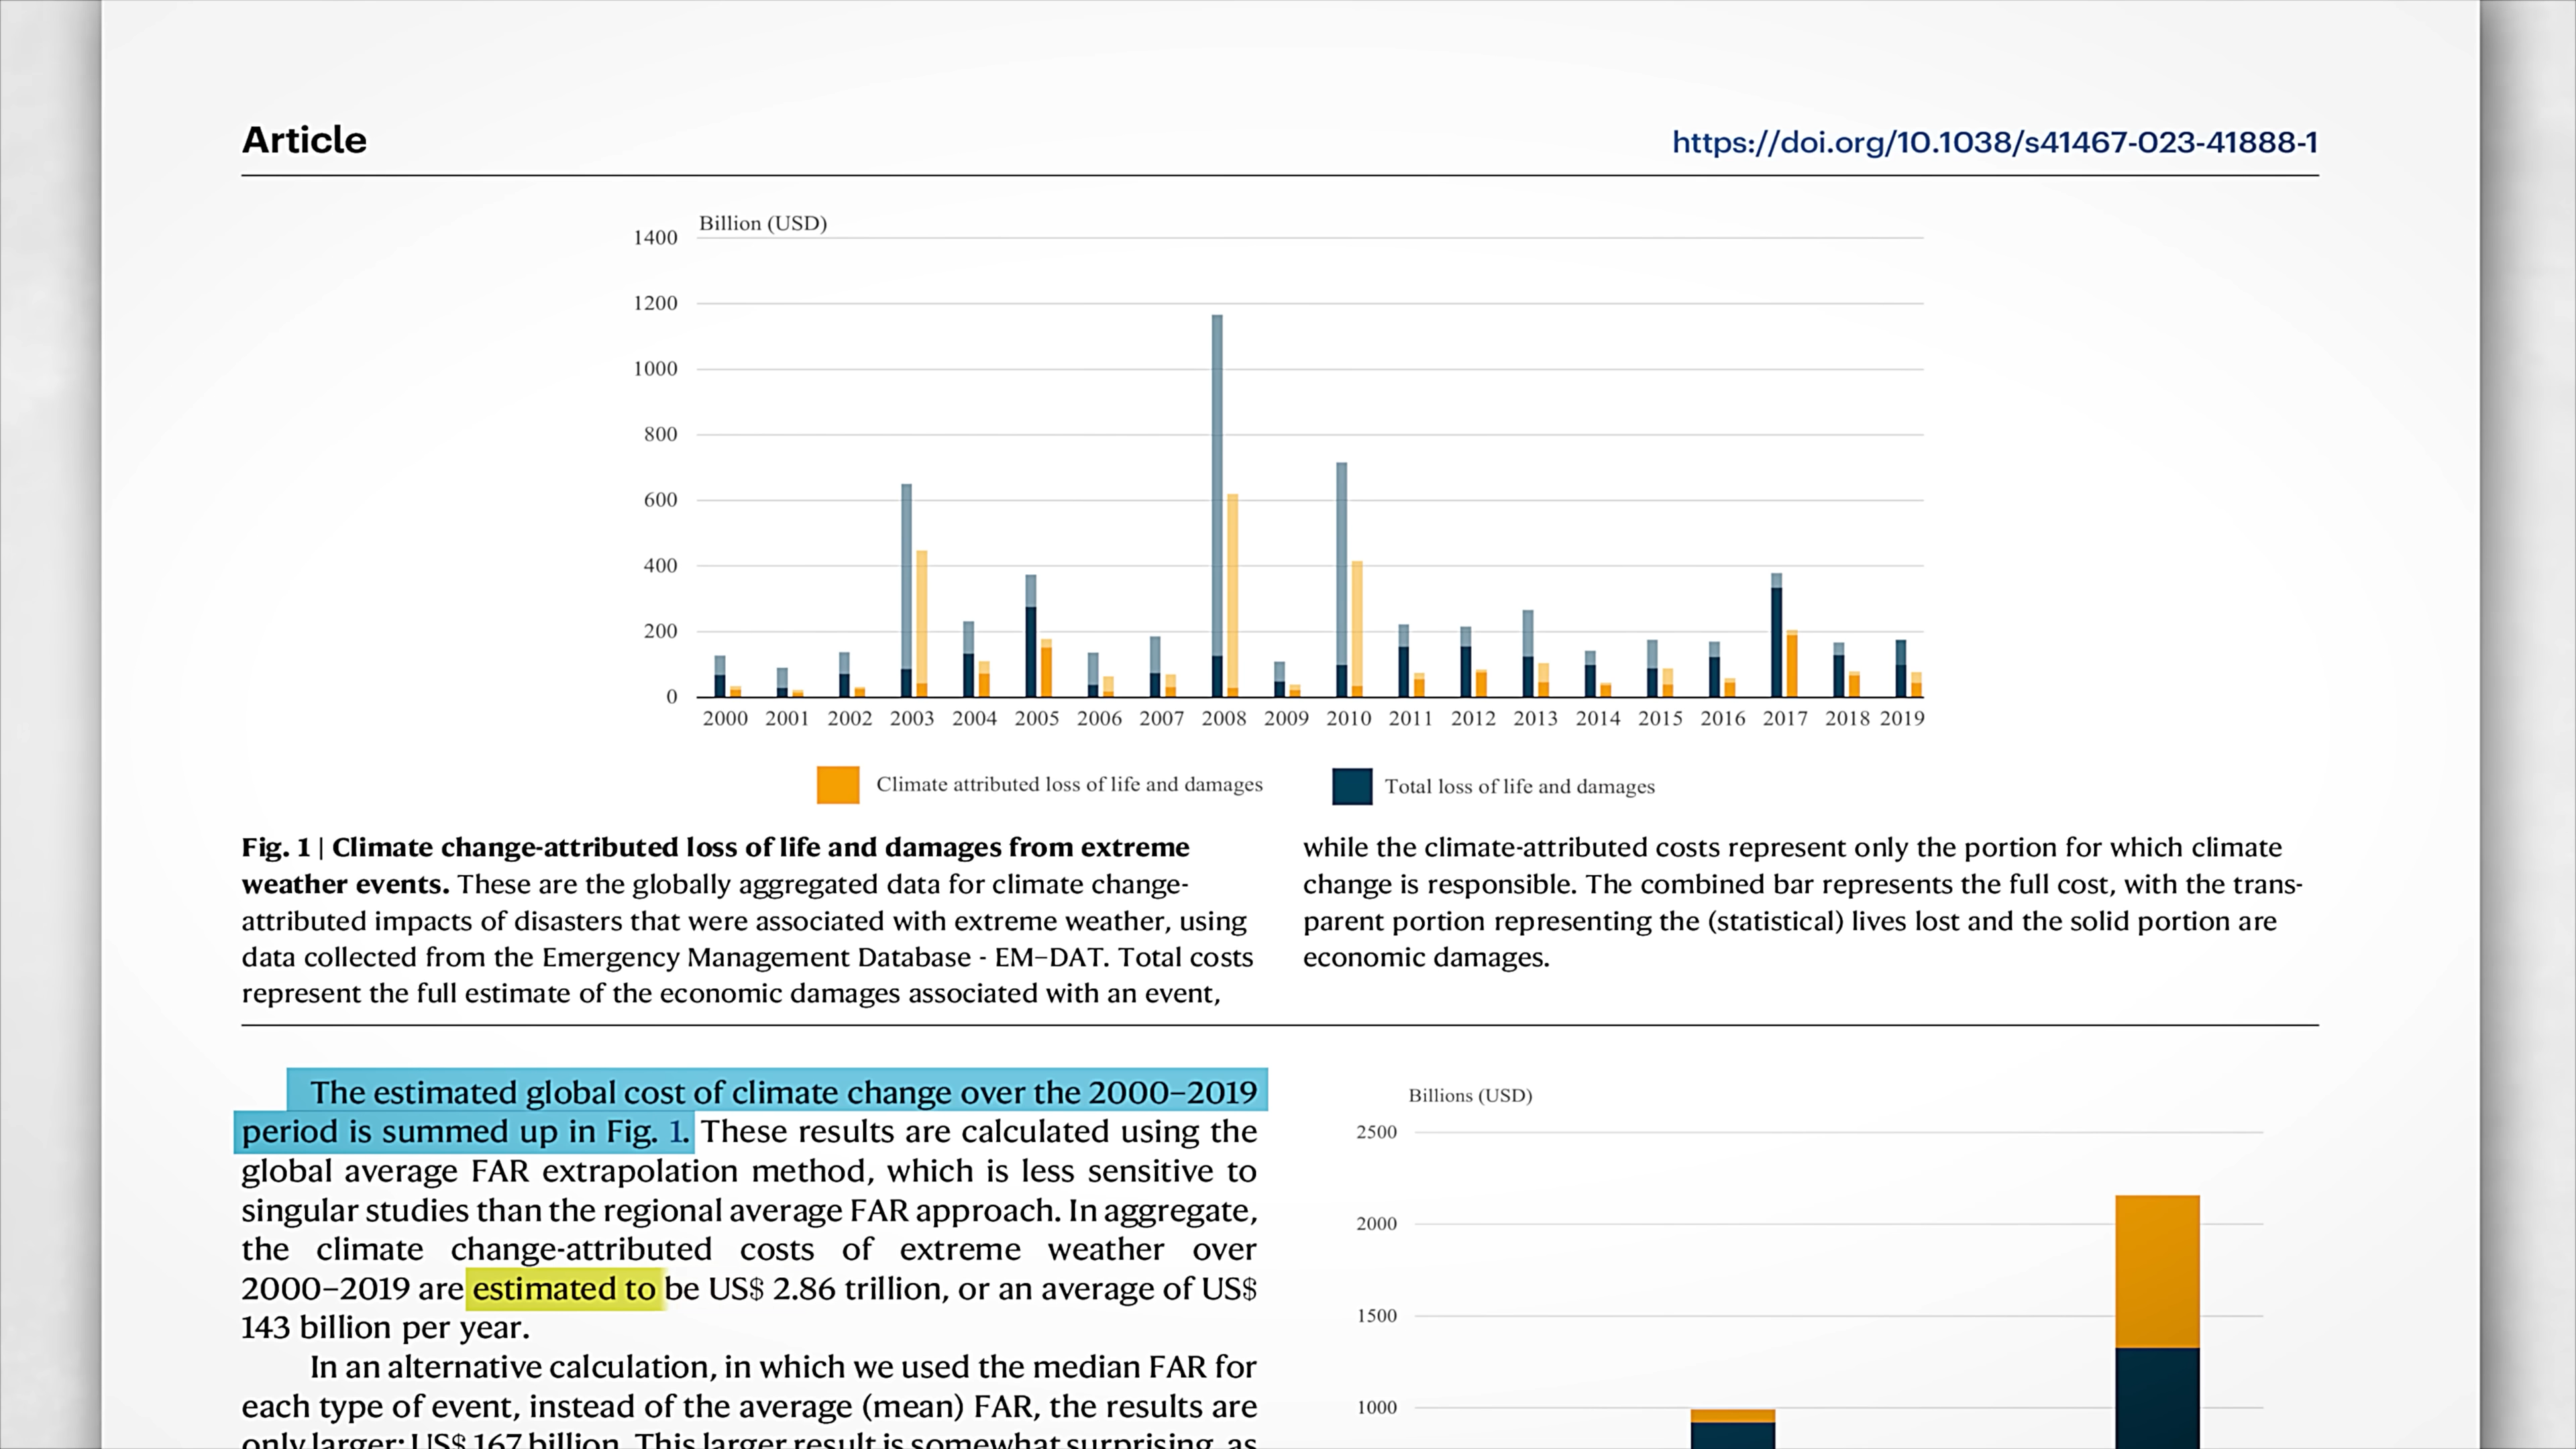 Article
https://doi.org/10.1038/s41467-023-41888-1
Billion (USD)
1400
1200
1000
800
600
400
200
0
2000 2001 2002 2003 2004 2005 2006 2007 2008 2009 2010 2011 2012 2013 2014 2015 2016 2017 2018 2019
Climate attributed loss of life and damages
Total loss of life and damages
Fig. 1 | Climate change-attributed loss of life and damages from extreme
weather events. These are the globally aggregated data for climate change-
attributed impacts of disasters that were associated with extreme weather, using
data collected from the Emergency Management Database - EM–DAT. Total costs
represent the full estimate of the economic damages associated with an event,
while the climate-attributed costs represent only the portion for which climate
change is responsible. The combined bar represents the full cost, with the trans-
parent portion representing the (statistical) lives lost and the solid portion are
economic damages.
The estimated global cost of climate change over the 2000–2019
period is summed up in Fig. 1. These results are calculated using the
global average FAR extrapolation method, which is less sensitive to
singular studies than the regional average FAR approach. In aggregate,
the climate change-attributed costs of extreme weather over
2000–2019 are estimated to be US$ 2.86 trillion, or an average of US$
143 billion per year.
In an alternative calculation, in which we used the median FAR for
each type of event, instead of the average (mean) FAR, the results are
only larger: US$ 167 billion. This larger result is somewhat surprising, as
Billions (USD)
2500
2000
1500
1000